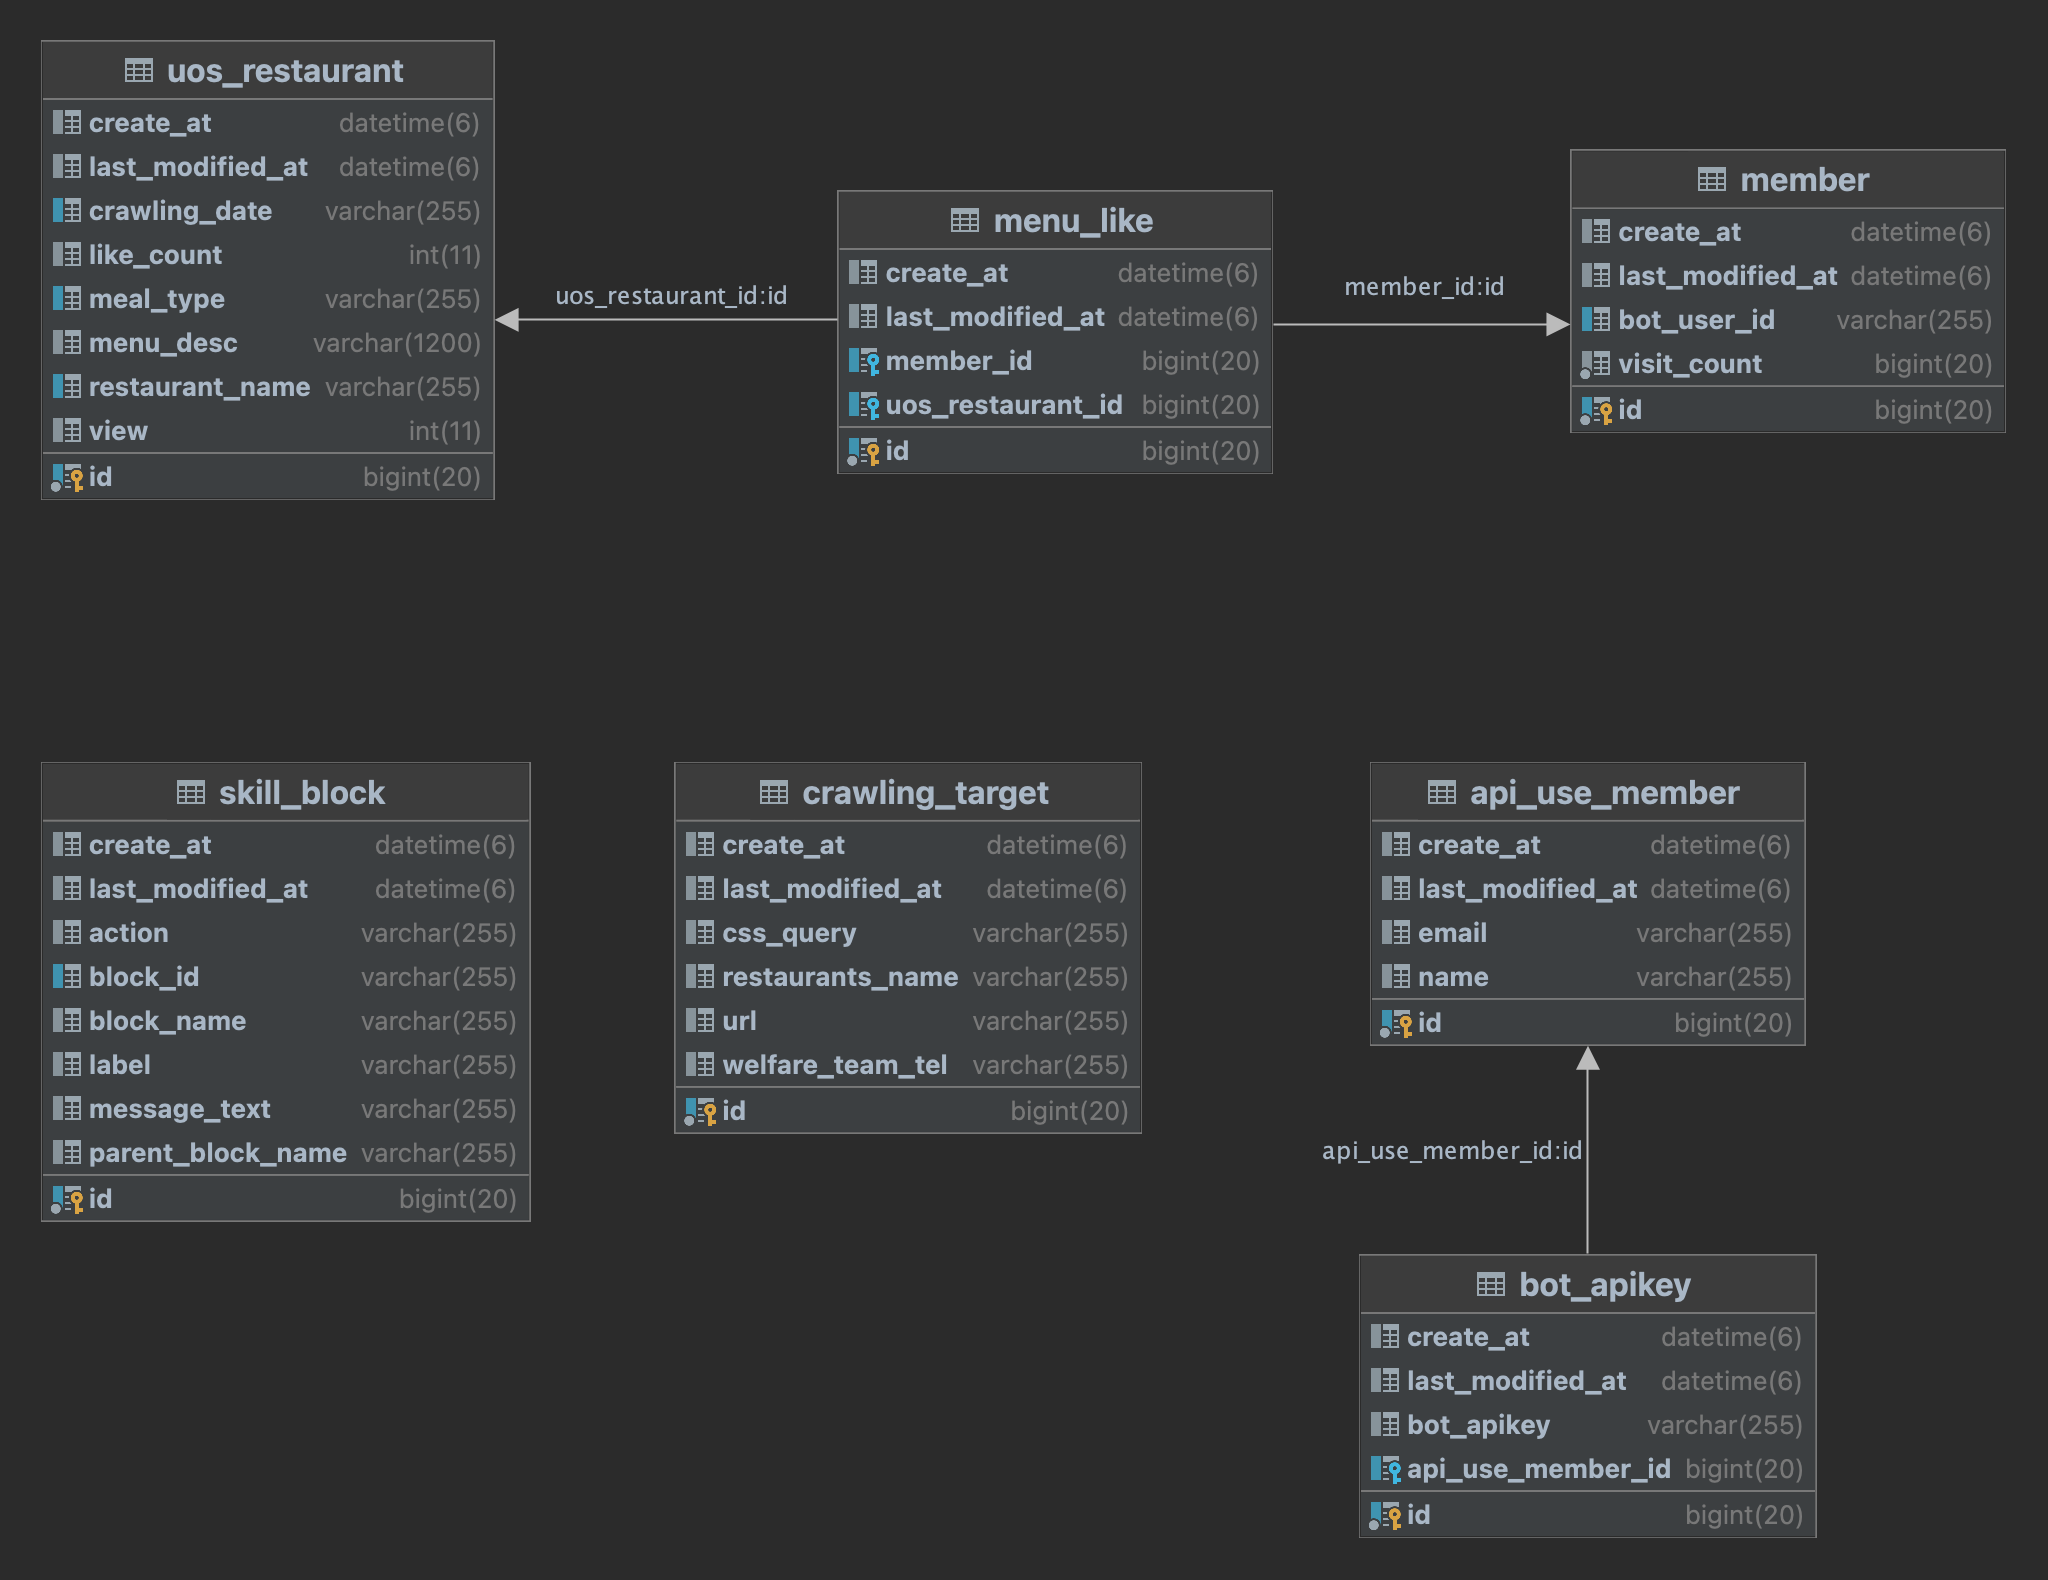 uos_restaurant
create_at datetime(6)
last_modified_at datetime(6)
crawling_date varchar(255)
like_count int(11)
meal_type varchar(255)
menu_desc varchar(1200)
restaurant_name varchar(255)
view int(11)
id bigint(20)
uos_restaurant_id:id
menu_like
create_at datetime(6)
last_modified_at datetime(6)
member_id bigint(20)
uos_restaurant_id bigint(20)
id bigint(20)
member_id:id
member
create_at datetime(6)
last_modified_at datetime(6)
bot_user_id varchar(255)
visit_count bigint(20)
id bigint(20)
skill_block
create_at datetime(6)
last_modified_at datetime(6)
action varchar(255)
block_id varchar(255)
block_name varchar(255)
label varchar(255)
message_text varchar(255)
parent_block_name varchar(255)
id bigint(20)
crawling_target
create_at datetime(6)
last_modified_at datetime(6)
css_query varchar(255)
restaurants_name varchar(255)
url varchar(255)
welfare_team_tel varchar(255)
id bigint(20)
api_use_member
create_at datetime(6)
last_modified_at datetime(6)
email varchar(255)
name varchar(255)
id bigint(20)
api_use_member_id:id
bot_apikey
create_at datetime(6)
last_modified_at datetime(6)
bot_apikey varchar(255)
api_use_member_id bigint(20)
id bigint(20)